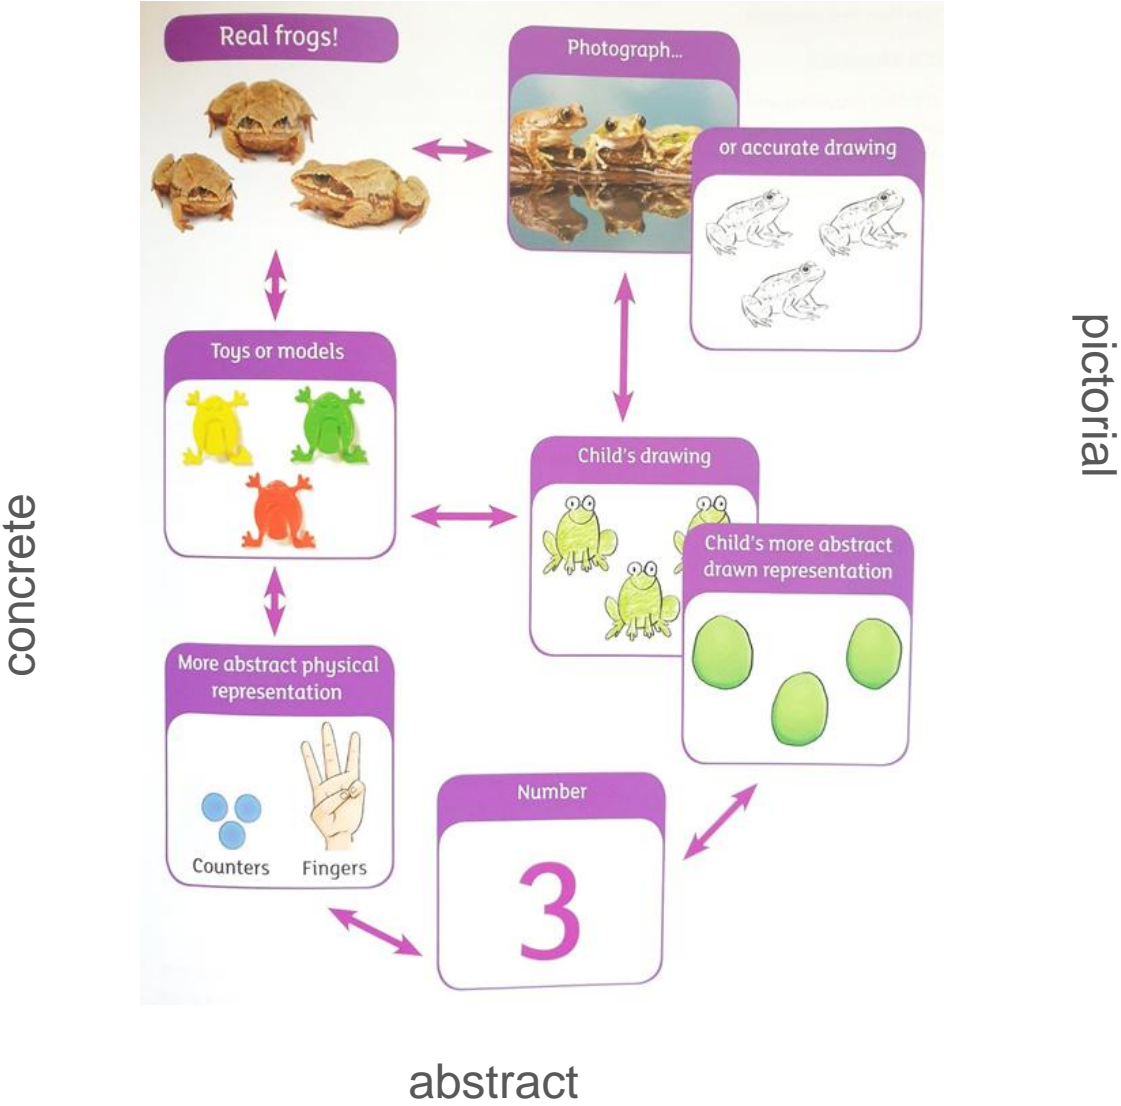 Real frogs!
Photograph...
or accurate drawing
Toys or models
Child's drawing
Child's more abstract
drawn representation
More abstract physical
representation
Counters
Fingers
Number
3
concrete
pictorial
abstract